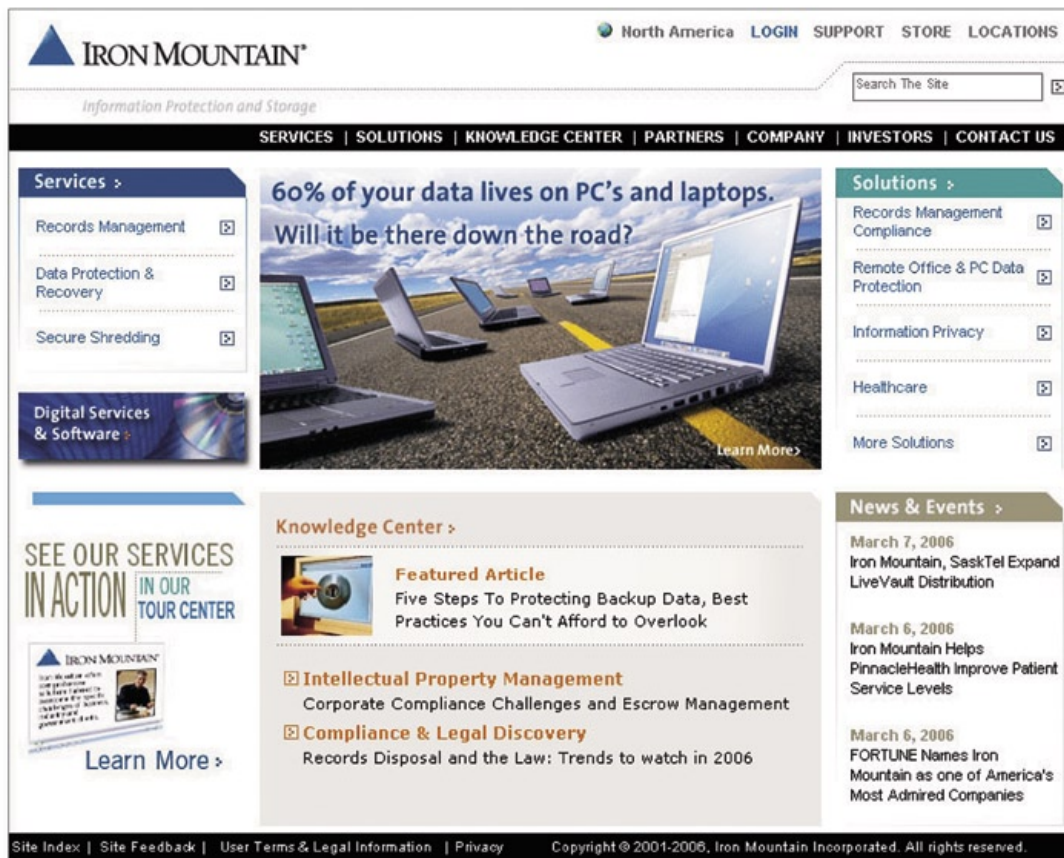 North America LOGIN SUPPORT STORE LOCATIONS
IRON MOUNTAIN®
Search The Site
Information Protection and Storage
SERVICES | SOLUTIONS | KNOWLEDGE CENTER | PARTNERS | COMPANY | INVESTORS | CONTACT US
Services
Records Management
Data Protection &
Recovery
Secure Shredding
Digital Services
& Software
60% of your data lives on PC's and laptops.
Will it be there down the road?
Learn More
Solutions
Records Management
Compliance
Remote Office & PC Data
Protection
Information Privacy
Healthcare
More Solutions
SEE OUR SERVICES
IN ACTION
IN OUR
TOUR CENTER
IRON MOUNTAIN
Learn More
Knowledge Center
Featured Article
Five Steps To Protecting Backup Data, Best
Practices You Can't Afford to Overlook
Intellectual Property Management
Corporate Compliance Challenges and Escrow Management
Compliance & Legal Discovery
Records Disposal and the Law: Trends to watch in 2006
News & Events
March 7, 2006
Iron Mountain, SaskTel Expand
LiveVault Distribution
March 6, 2006
Iron Mountain Helps
PinnacleHealth Improve Patient
Service Levels
March 6, 2006
FORTUNE Names Iron
Mountain as one of America's
Most Admired Companies
Site Index | Site Feedback | User Terms & Legal Information | Privacy Copyright © 2001-2006, Iron Mountain Incorporated. All rights reserved.